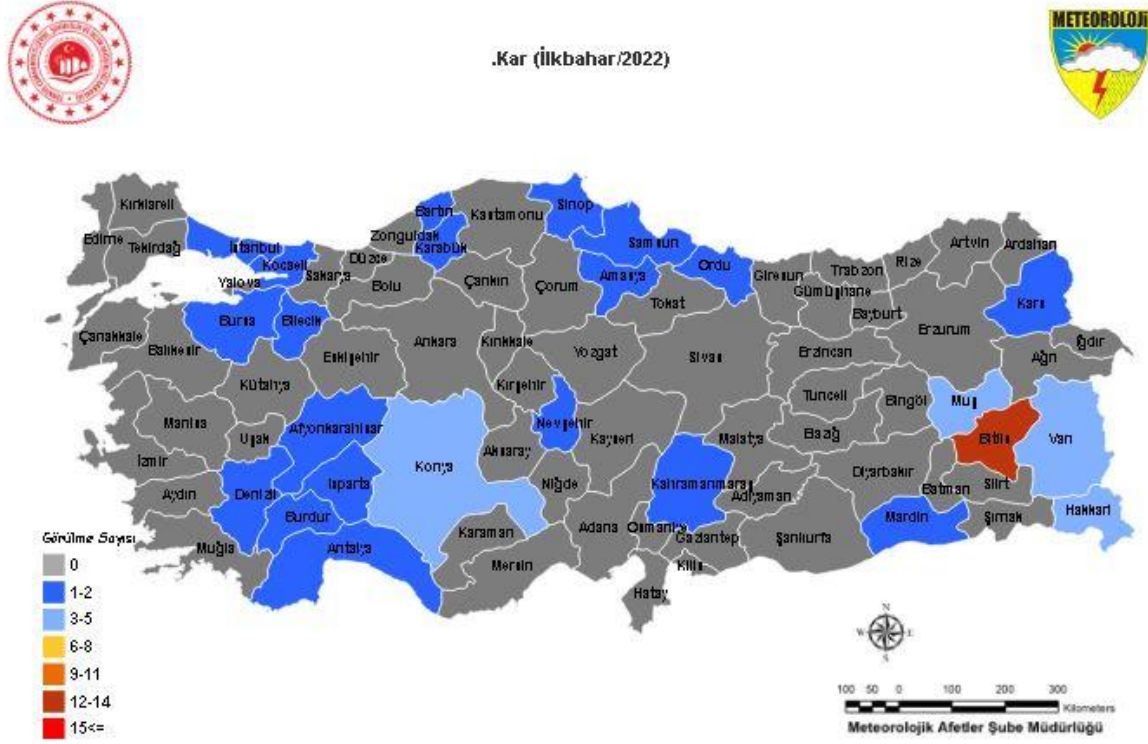 METEOROLOJİ
.Kar (İlkbahar/2022)
Kırklareli
Edirne
Tekirdağ
İstanbul
Kocaeli
Yalova
Sakarya
Düzce
Zonguldak
Bartın
Karabük
Kastamonu
Sinop
Samsun
Ordu
Giresun
Trabzon
Rize
Artvin
Ardahan
Kars
Gümüşhane
Bayburt
Erzurum
Iğdır
Ağrı
Çanakkale
Balıkesir
Bursa
Bilecik
Bolu
Çankırı
Çorum
Amasya
Tokat
Eskişehir
Ankara
Kırıkkale
Yozgat
Sivas
Erzincan
Tunceli
Bingöl
Muş
Kütahya
Kırşehir
Manisa
Uşak
Afyonkarahisar
Nevşehir
Kayseri
Malatya
Elazığ
Bitlis
Van
İzmir
Konya
Aksaray
Diyarbakır
Batman
Siirt
Aydın
Denizli
Isparta
Niğde
Kahramanmaraş
Adıyaman
Mardin
Şırnak
Hakkari
Burdur
Muğla
Antalya
Karaman
Mersin
Adana
Osmaniye
Gaziantep
Şanlıurfa
Kilis
Hatay
Görülme Sayısı
0
1-2
3-5
6-8
9-11
12-14
15<=
N
W E
S
100 50 0 100 200 300
Kilometers
Meteorolojik Afetler Şube Müdürlüğü